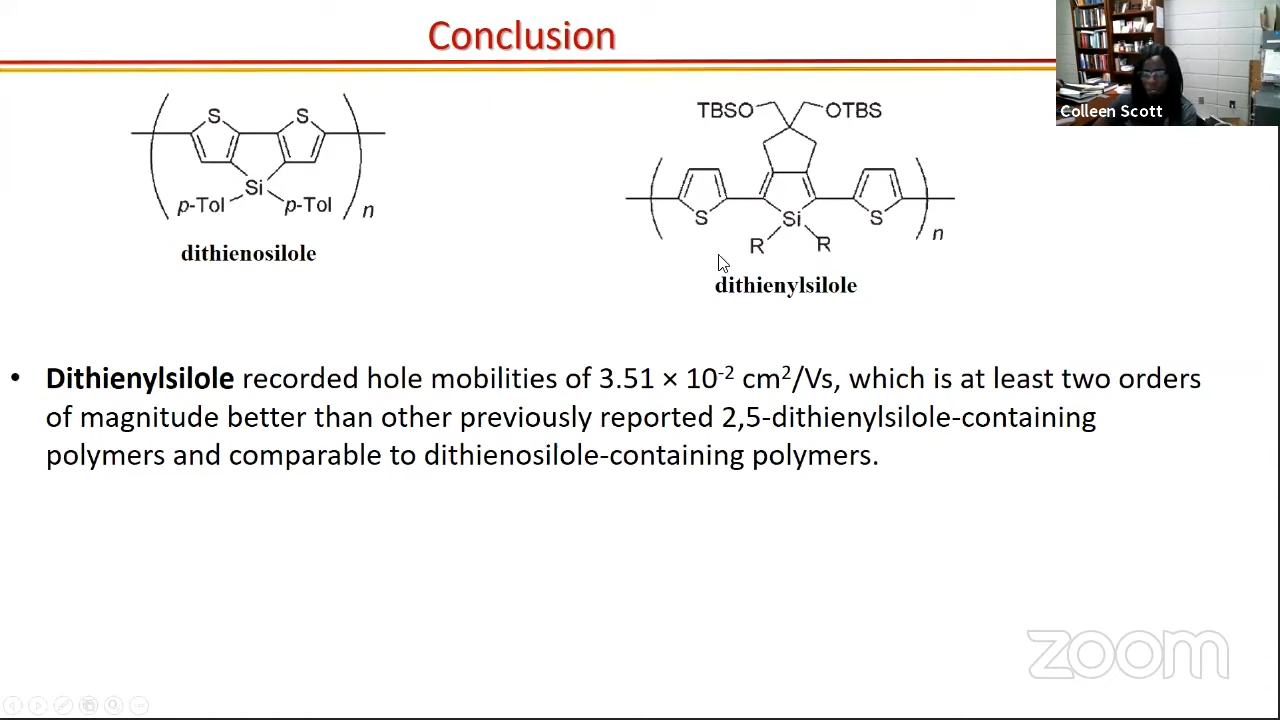 Conclusion
Colleen Scott
S S
Si
p-Tol p-Tol
n
dithienosilole
TBSO OTBS
S Si S
R R
n
dithienylsilole
• Dithienylsilole recorded hole mobilities of 3.51 × 10-2 cm2/Vs, which is at least two orders
of magnitude better than other previously reported 2,5-dithienylsilole-containing
polymers and comparable to dithienosilole-containing polymers.
zoom